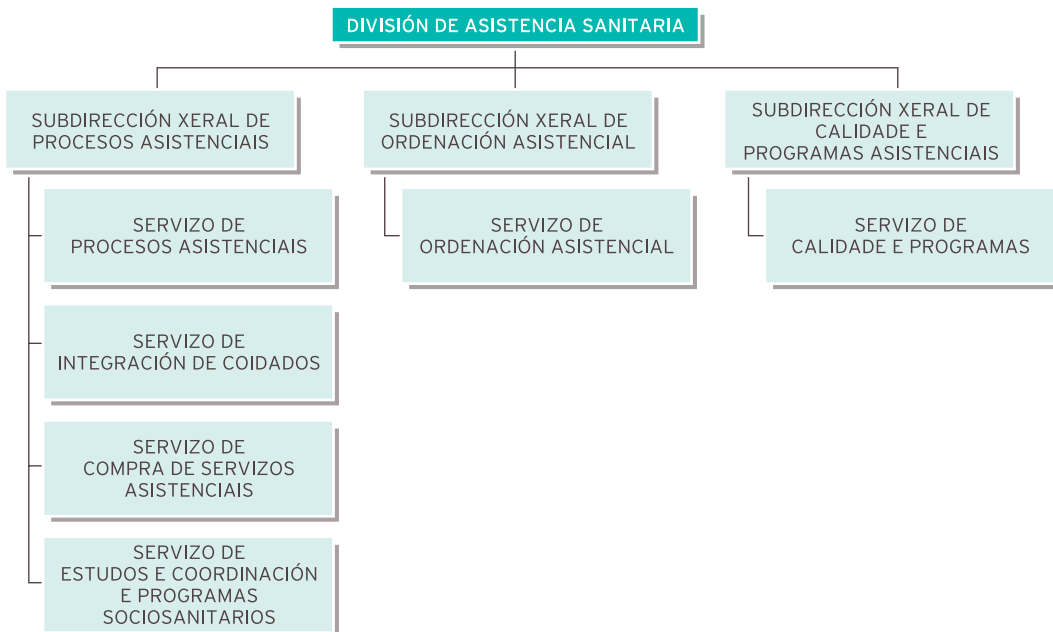 DIVISIÓN DE ASISTENCIA SANITARIA
SUBDIRECCIÓN XERAL DE
PROCESOS ASISTENCIAIS
SERVIZO DE
PROCESOS ASISTENCIAIS
SERVIZO DE
INTEGRACIÓN DE COIDADOS
SERVIZO DE
COMPRA DE SERVIZOS
ASISTENCIAIS
SERVIZO DE
ESTUDOS E COORDINACIÓN
E PROGRAMAS
SOCIOSANITARIOS
SUBDIRECCIÓN XERAL DE
ORDENACIÓN ASISTENCIAL
SERVIZO DE
ORDENACIÓN ASISTENCIAL
SUBDIRECCIÓN XERAL DE
CALIDADE E
PROGRAMAS ASISTENCIAIS
SERVIZO DE
CALIDADE E PROGRAMAS